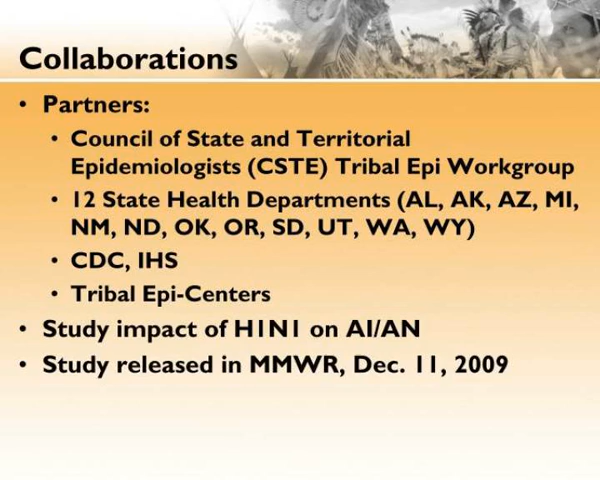 Collaborations
• Partners:
• Council of State and Territorial
Epidemiologists (CSTE) Tribal Epi Workgroup
• 12 State Health Departments (AL, AK, AZ, MI,
NM, ND, OK, OR, SD, UT, WA, WY)
• CDC, IHS
• Tribal Epi-Centers
• Study impact of H1N1 on AI/AN
• Study released in MMWR, Dec. 11, 2009